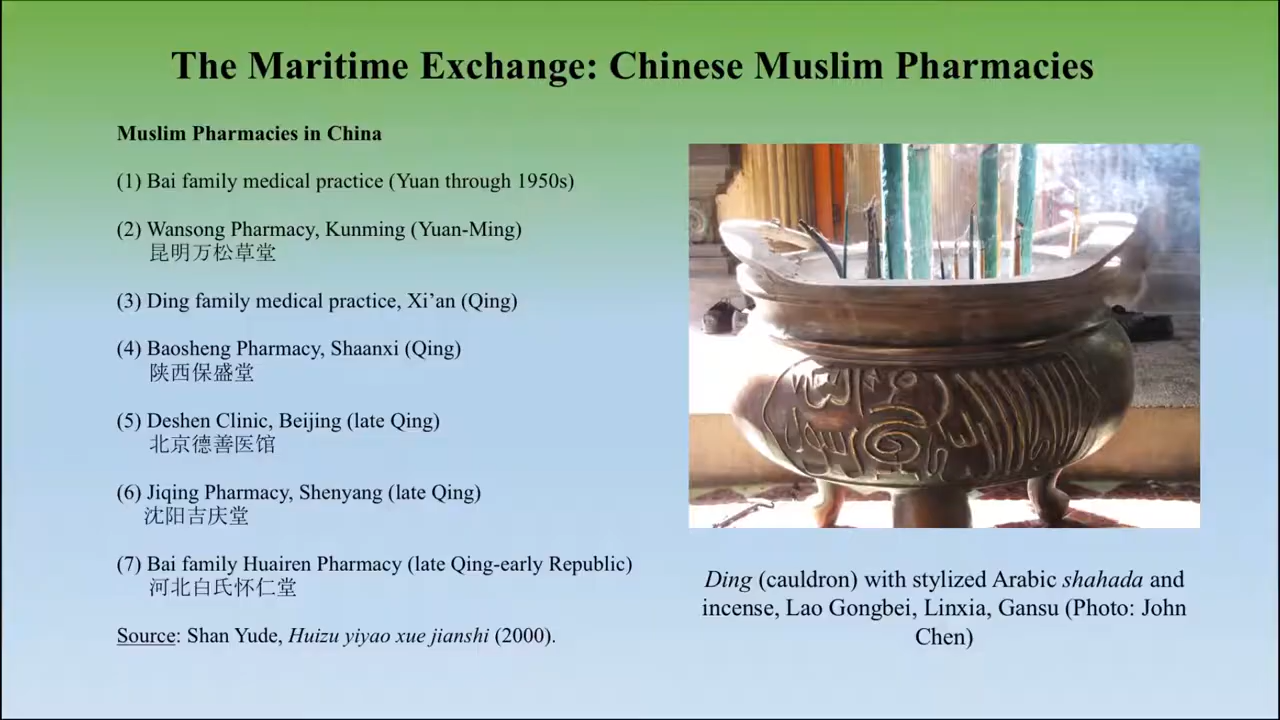 The Maritime Exchange: Chinese Muslim Pharmacies
Muslim Pharmacies in China
(1) Bai family medical practice (Yuan through 1950s)
(2) Wansong Pharmacy, Kunming (Yuan-Ming)
昆明万松草堂
(3) Ding family medical practice, Xi’an (Qing)
(4) Baosheng Pharmacy, Shaanxi (Qing)
陕西保盛堂
(5) Deshen Clinic, Beijing (late Qing)
北京德善医馆
(6) Jiqing Pharmacy, Shenyang (late Qing)
沈阳吉庆堂
(7) Bai family Huairen Pharmacy (late Qing-early Republic)
河北白氏怀仁堂
Source: Shan Yude, Huizu yiyao xue jianshi (2000).
Ding (cauldron) with stylized Arabic shahada and
incense, Lao Gongbei, Linxia, Gansu (Photo: John
Chen)